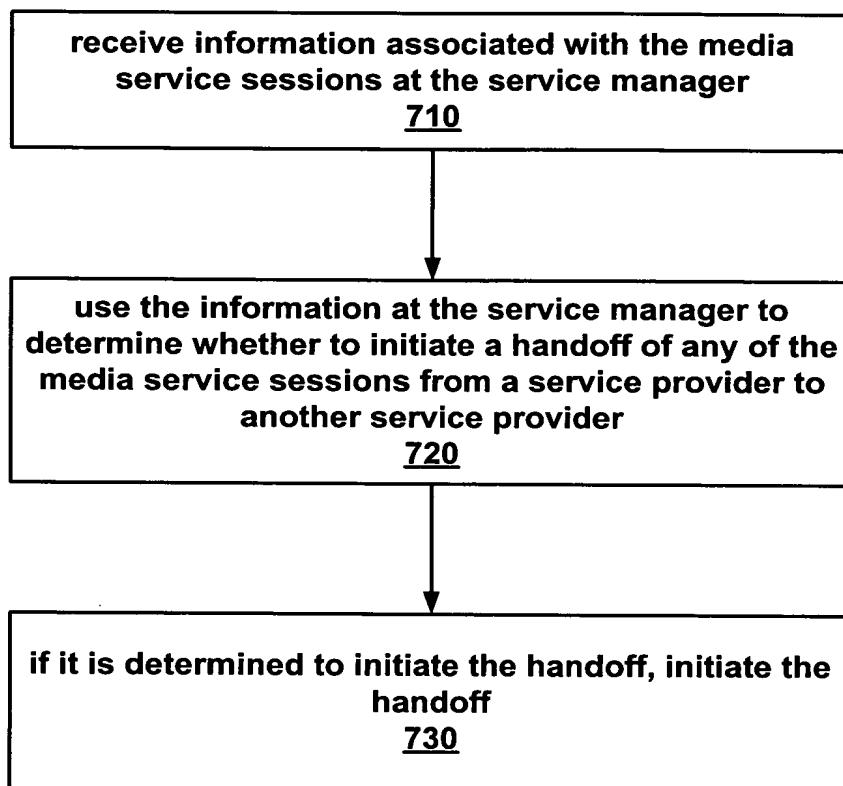 receive information associated with the media
service sessions at the service manager
710
use the information at the service manager to
determine whether to initiate a handoff of any of the
media service sessions from a service provider to
another service provider
720
if it is determined to initiate the handoff, initiate the
handoff
730